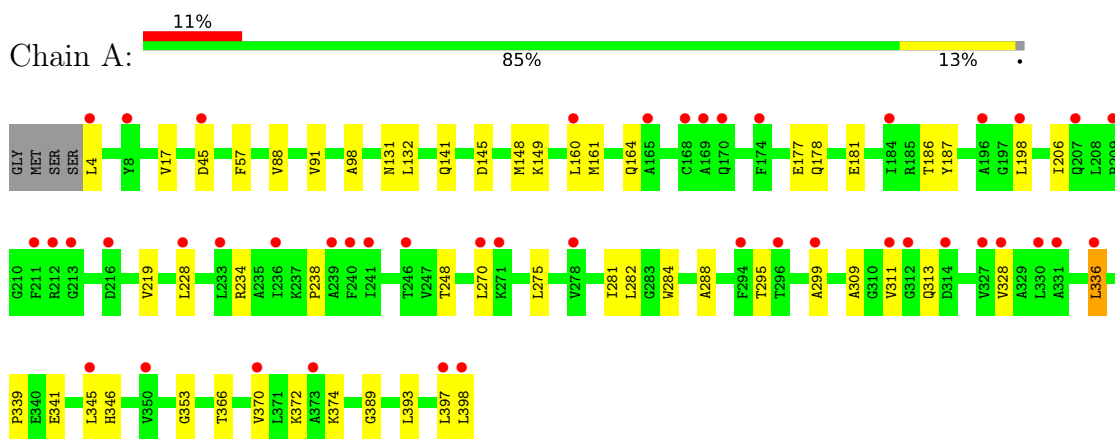 11%
Chain A:
85% 13% •
GLY MET SER SER L4 Y8 V17 D45 F57 V88 V91 A98 N131 L132 Q141 D145 M148 K149 L160 M161 Q164 A165 C168 A169 Q170 F174 E177 Q178 E181 I184 R185 T186 Y187 A196 G197 L198 I206 Q207 L208
G210 F211 R212 G213 D216 V219 L228 L233 R234 A235 I236 K237 P238 A239 F240 I241 T246 V247 T248 L270 K271 L275 V278 I281 L282 G283 W284 A288 F294 T295 T296 A299 A309 G310 V311 G312 Q313 D314 V327 V328 A329 L330 A331 L336
P339 E340 E341 L345 H346 V350 G353 T366 V370 L371 K372 A373 K374 G389 L393 L397 L398